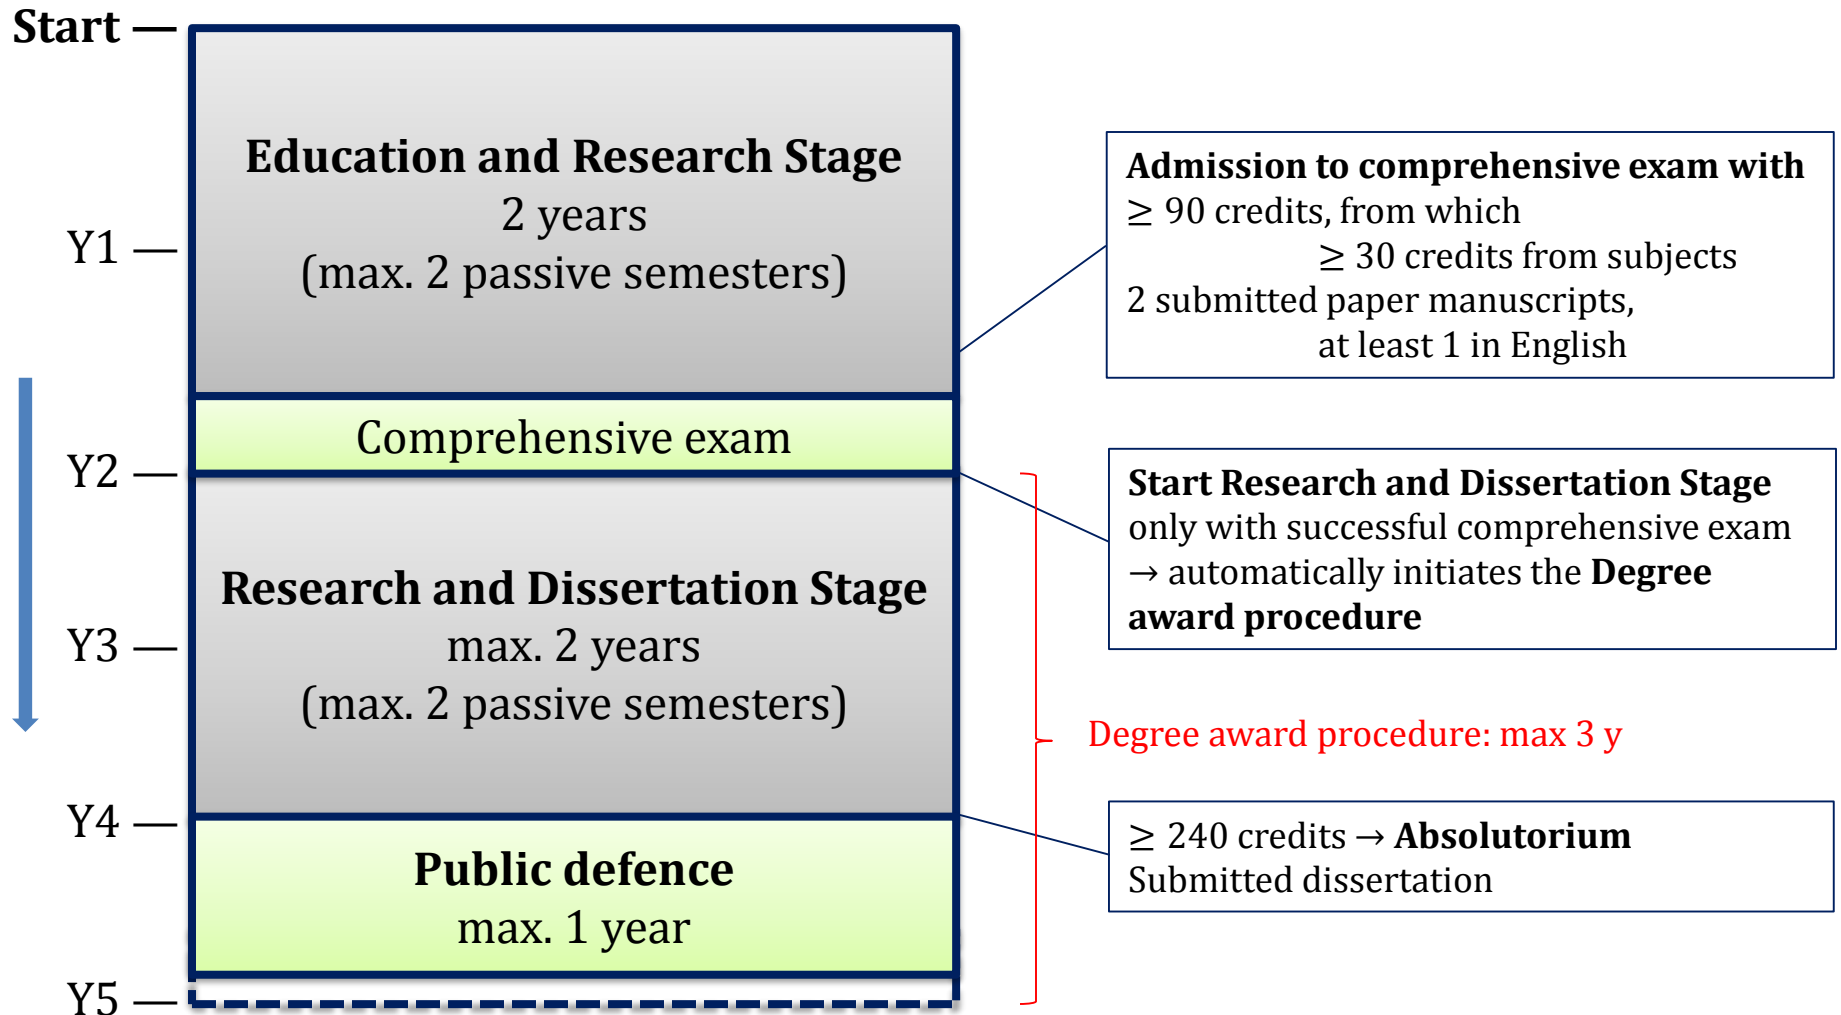 Start
Education and Research Stage
2 years
(max. 2 passive semesters)
Y1
Admission to comprehensive exam with
≥ 90 credits, from which
≥ 30 credits from subjects
2 submitted paper manuscripts,
at least 1 in English
Comprehensive exam
Y2
Start Research and Dissertation Stage
only with successful comprehensive exam
→ automatically initiates the Degree
award procedure
Research and Dissertation Stage
max. 2 years
(max. 2 passive semesters)
Y3
Degree award procedure: max 3 y
Y4
≥ 240 credits → Absolutorium
Submitted dissertation
Public defence
max. 1 year
Y5